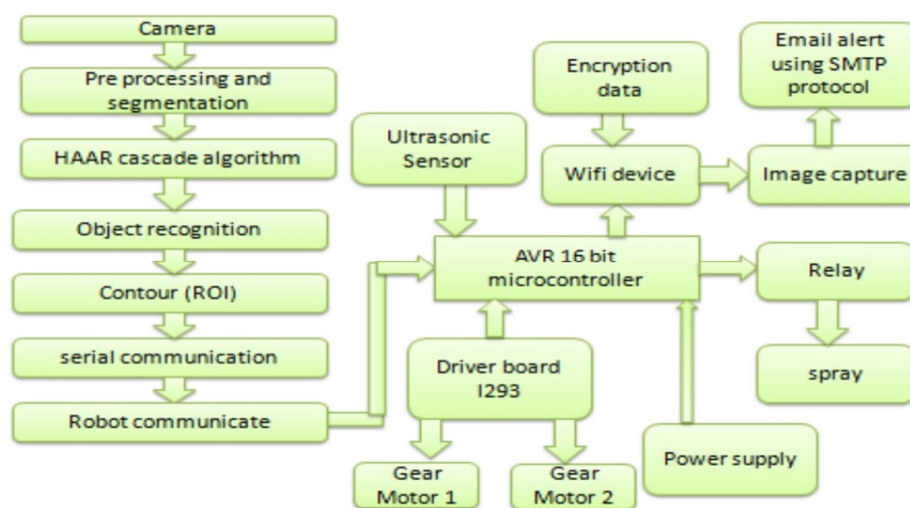 Camera
Pre processing and
segmentation
HAAR cascade algorithm
Object recognition
Contour (ROI)
serial communication
Robot communicate
Ultrasonic
Sensor
Encryption
data
Email alert
using SMTP
protocol
Wifi device
Image capture
AVR 16 bit
microcontroller
Relay
Driver board
l293
spray
Gear
Motor 1
Gear
Motor 2
Power supply